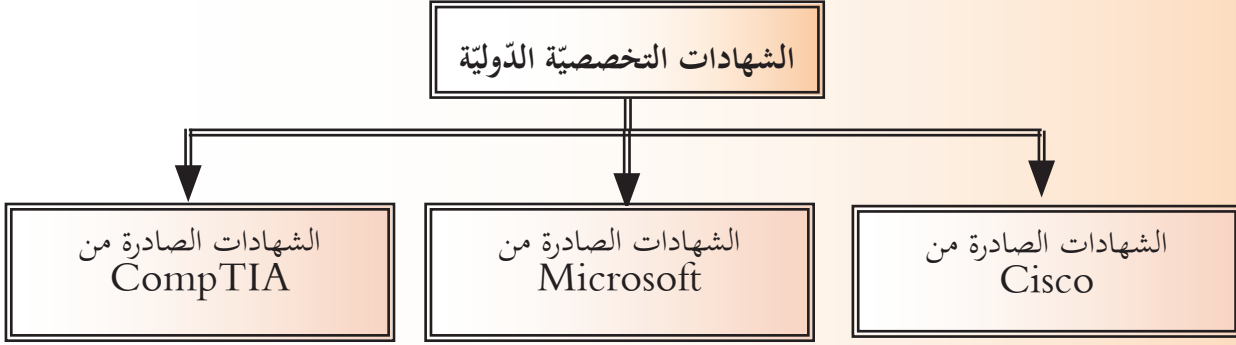 الشهادات التخصصيّة الدّوليّة
الشهادات الصادرة من
Cisco
الشهادات الصادرة من
Microsoft
الشهادات الصادرة من
CompTIA